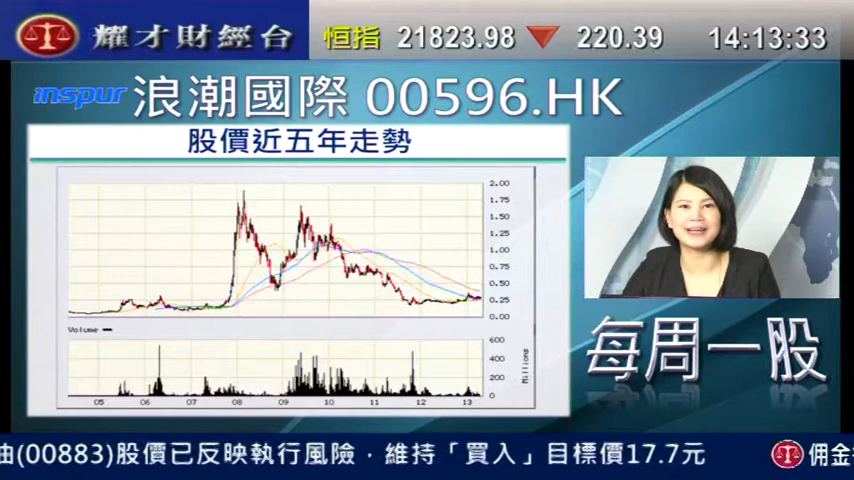 耀才財經台
恒指 21823.98 ▼ 220.39 14:13:33
inspur 浪潮國際 00596.HK
股價近五年走勢
2.00
1.75
1.50
1.25
1.00
0.75
0.50
0.25
0.00
Volume
600
400
200
0
Millions
05 06 07 08 09 10 11 12 13
每周一股
油(00883)股價已反映執行風險，維持「買入」目標價17.7元
佣金